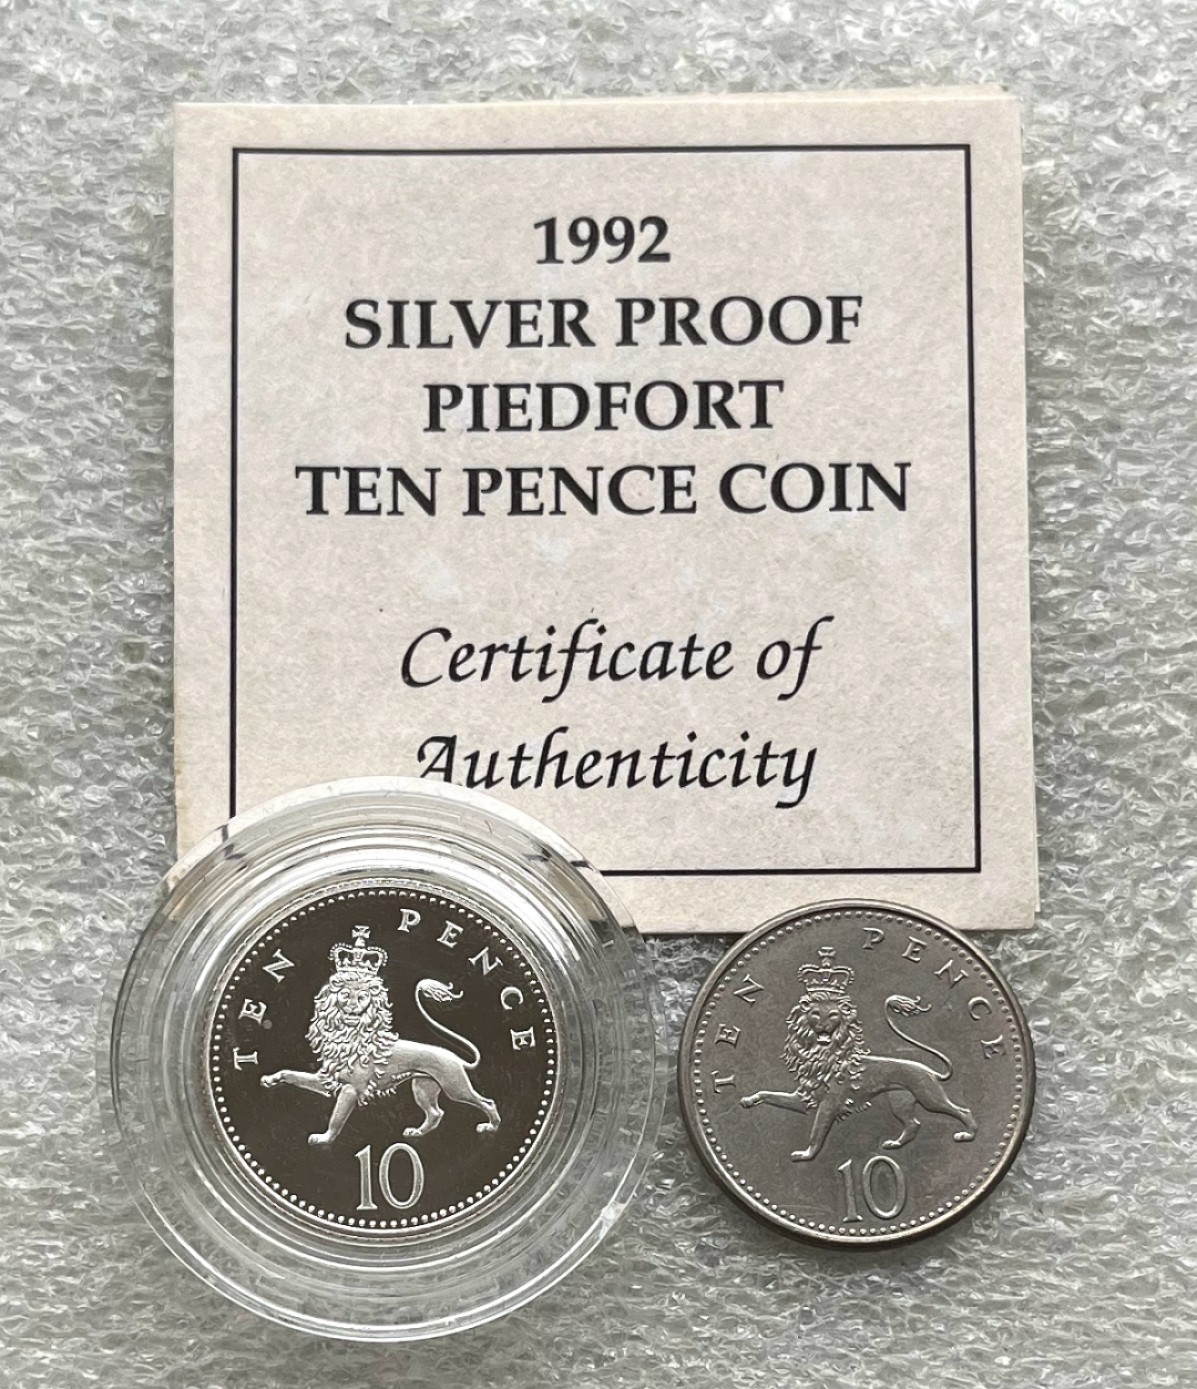 1992
SILVER PROOF
PIEDFORT
TEN PENCE COIN
Certificate of
Authenticity
TEN PENCE
10
TEN PENCE
10